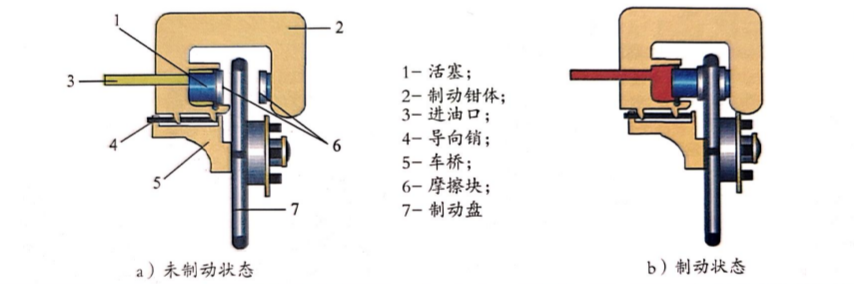 1
2
3
4
5
6
7
1- 活塞;
2- 制动钳体;
3- 进油口;
4- 导向销;
5- 车桥;
6- 摩擦块;
7- 制动盘
a）未制动状态
b）制动状态